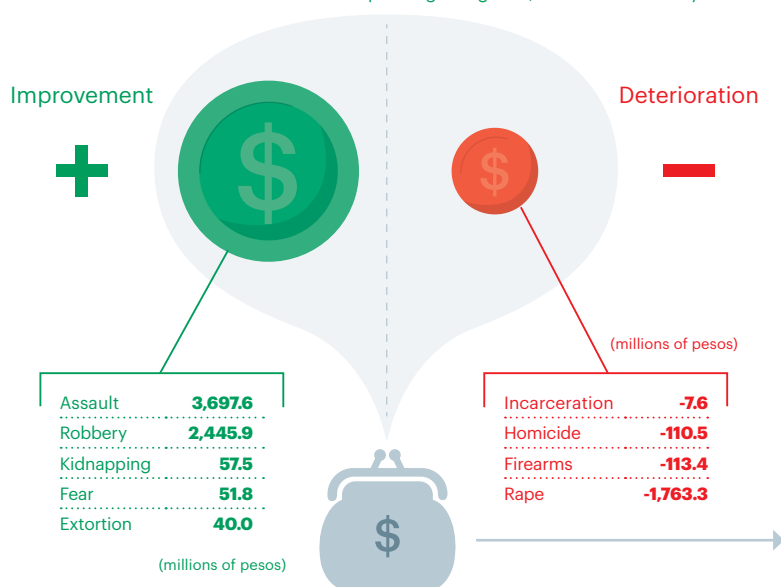 Improvement
Deterioration
$
$
(millions of pesos)
Assault 3,697.6
Robbery 2,445.9
Kidnapping 57.5
Fear 51.8
Extortion 40.0
(millions of pesos)
Incarceration -7.6
Homicide -110.5
Firearms -113.4
Rape -1,763.3
$